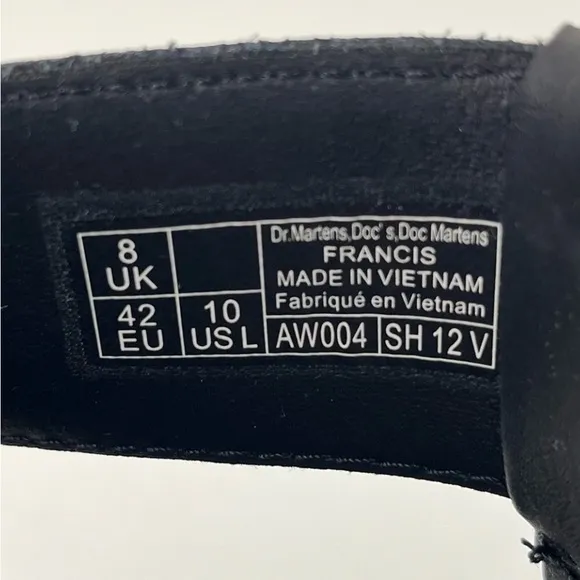 8
UK
42
EU
10
US L
Dr.Martens,Doc' s,Doc Martens
FRANCIS
MADE IN VIETNAM
Fabriqué en Vietnam
AW004
SH 12 V